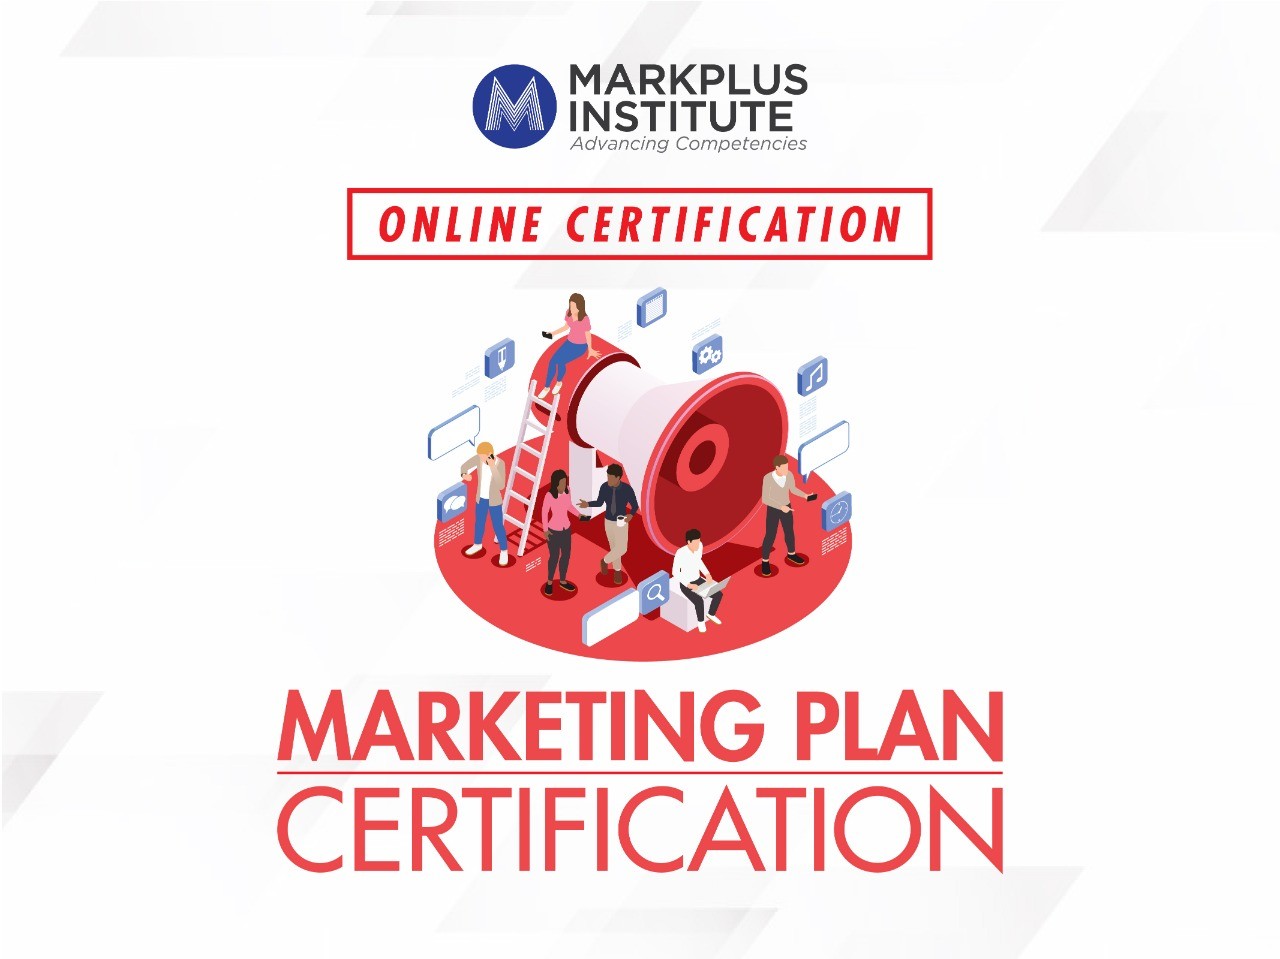 MARKPLUS
INSTITUTE
Advancing Competencies
ONLINE CERTIFICATION
MARKETING PLAN
CERTIFICATION